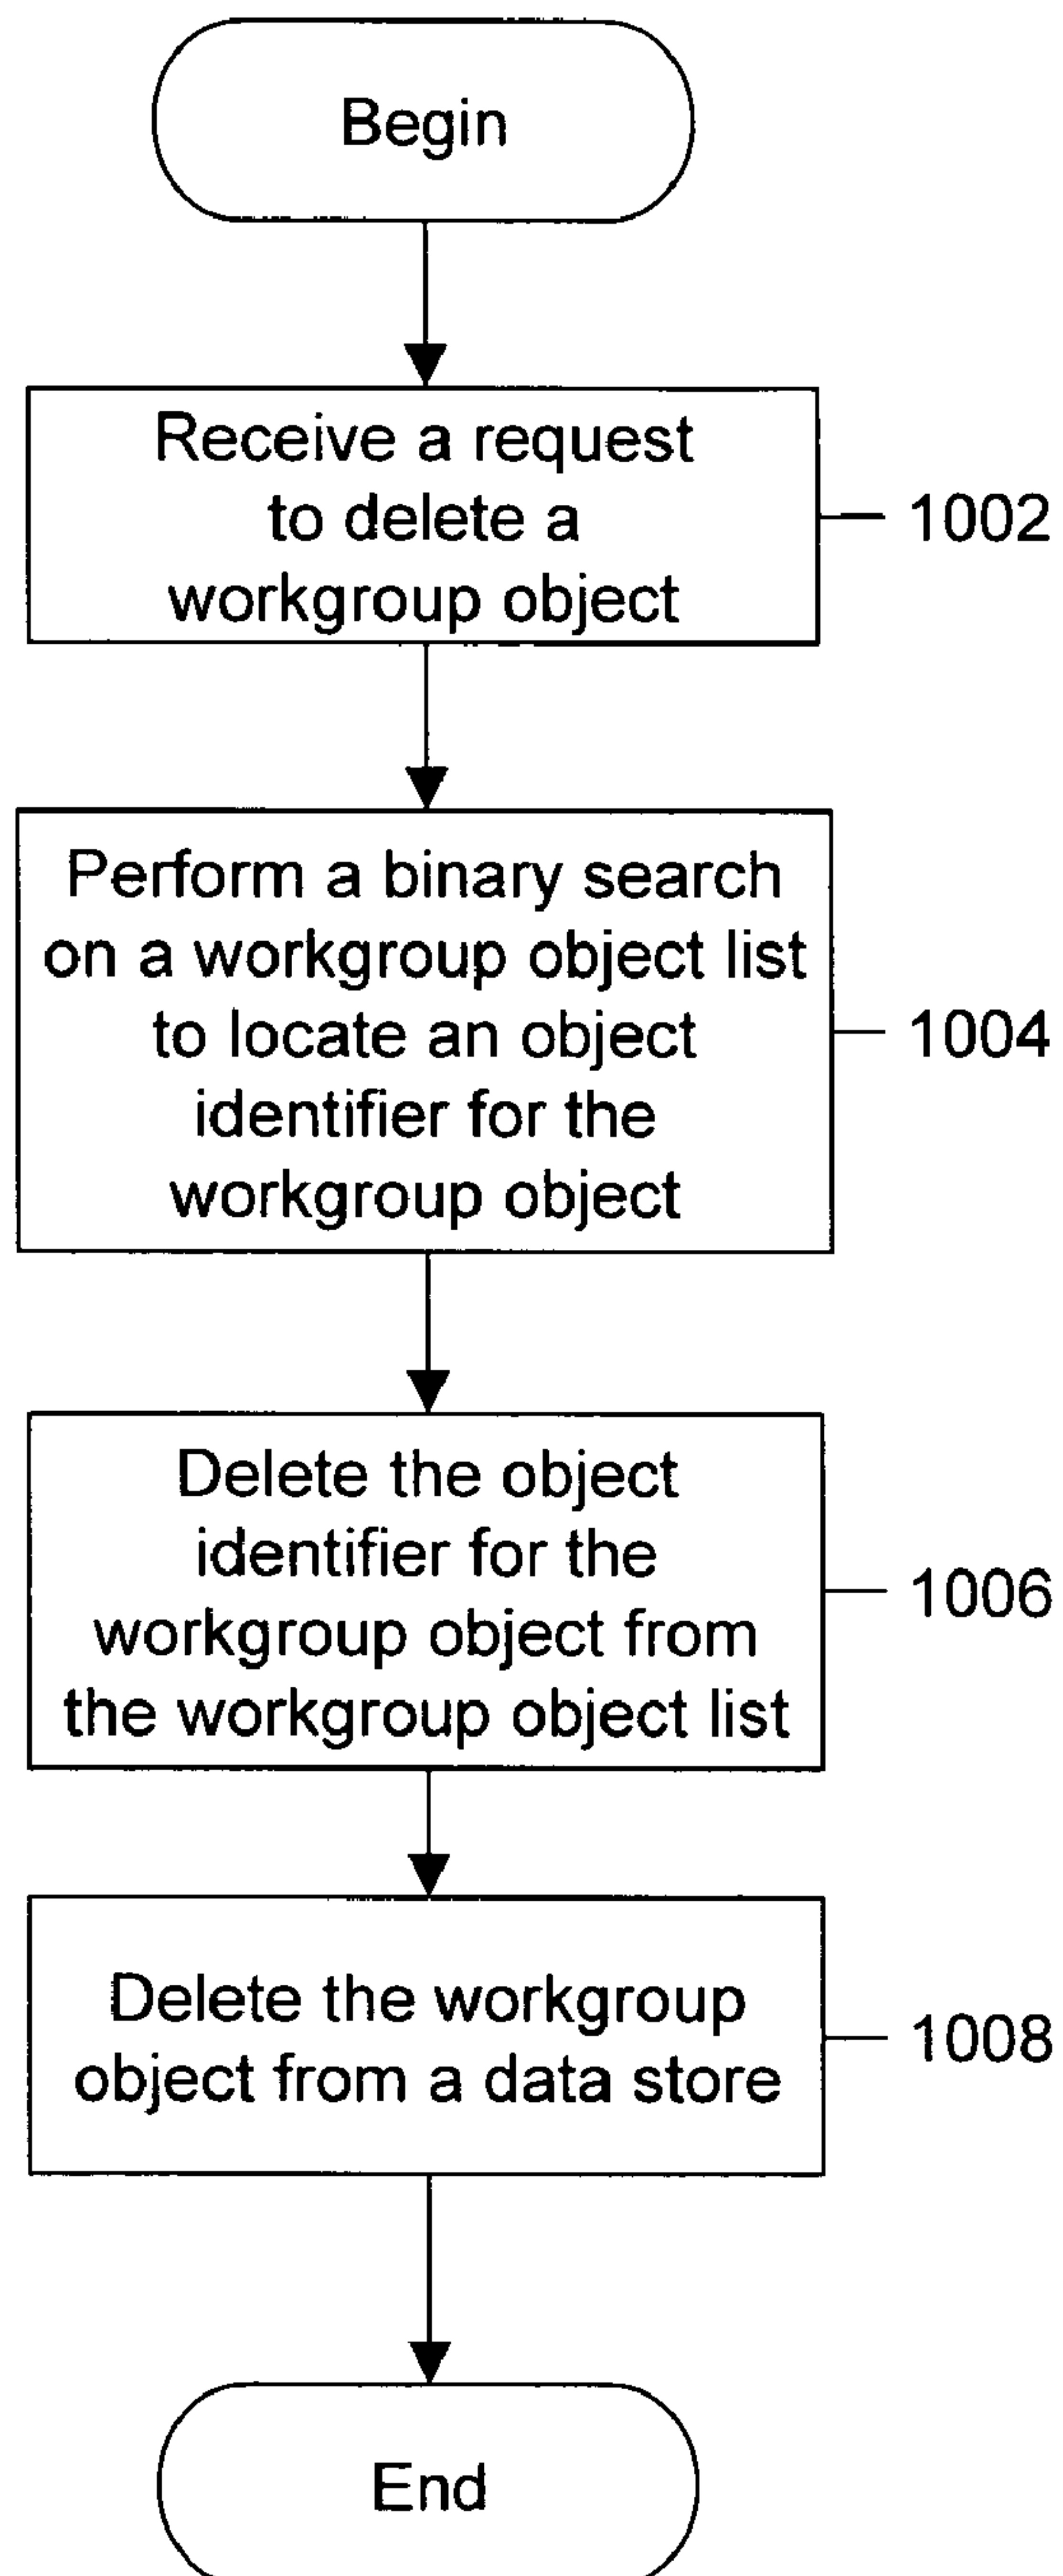 Begin
Receive a request
to delete a
workgroup object
1002
Perform a binary search
on a workgroup object list
to locate an object
identifier for the
workgroup object
1004
Delete the object
identifier for the
workgroup object from
the workgroup object list
1006
Delete the workgroup
object from a data store
1008
End